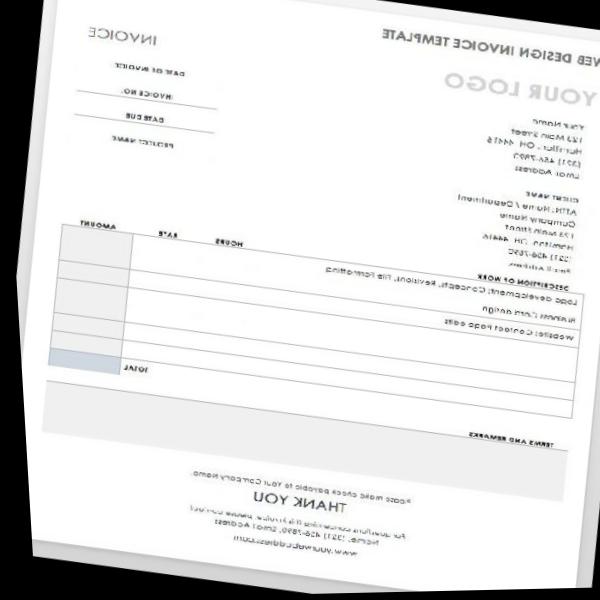 WEB DESIGN INVOICE TEMPLATE
YOUR LOGO
INVOICE
Your Name
123 Main Street
Hamilton, OH 44416
(321) 456-7890
Email Address
DATE OF INVOICE
INVOICE NO.
DATE DUE
PROJECT NAME
CLIENT NAME
ATTN: Name / Department
Company Name
123 Main Street
Hamilton, OH 44416
(321) 456-7890
Email Address
DESCRIPTION OF WORK HOURS RATE AMOUNT
Logo development: Concepts, Revisions, File Formatting
Business Card design
Website: Contact Page edits
TOTAL
TERMS AND REMARKS
Please make check payable to Your Company Name.
THANK YOU
For questions concerning this invoice, please contact
Name, (321) 456-7890, Email Address
www.yourwebaddress.com